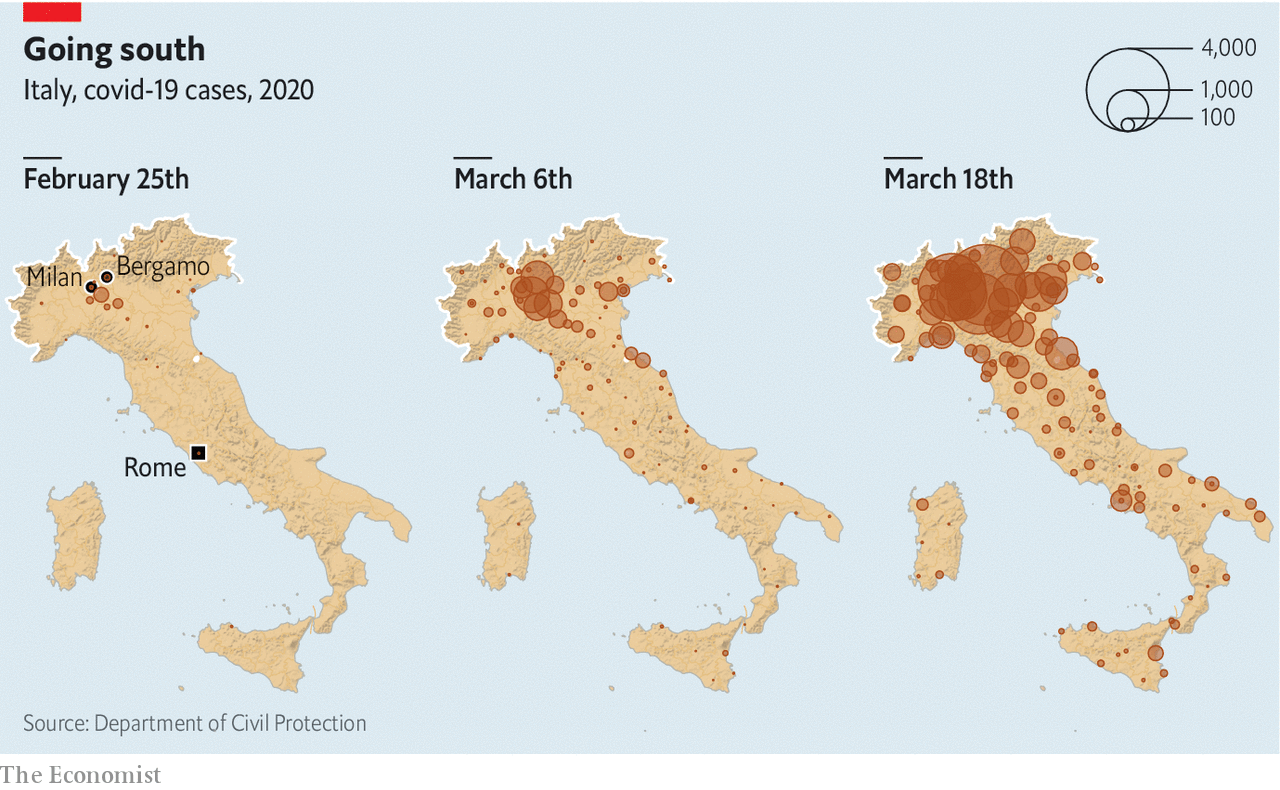 Going south
Italy, covid-19 cases, 2020
4,000
1,000
100
February 25th
March 6th
March 18th
Milan
Bergamo
Rome
Source: Department of Civil Protection
The Economist